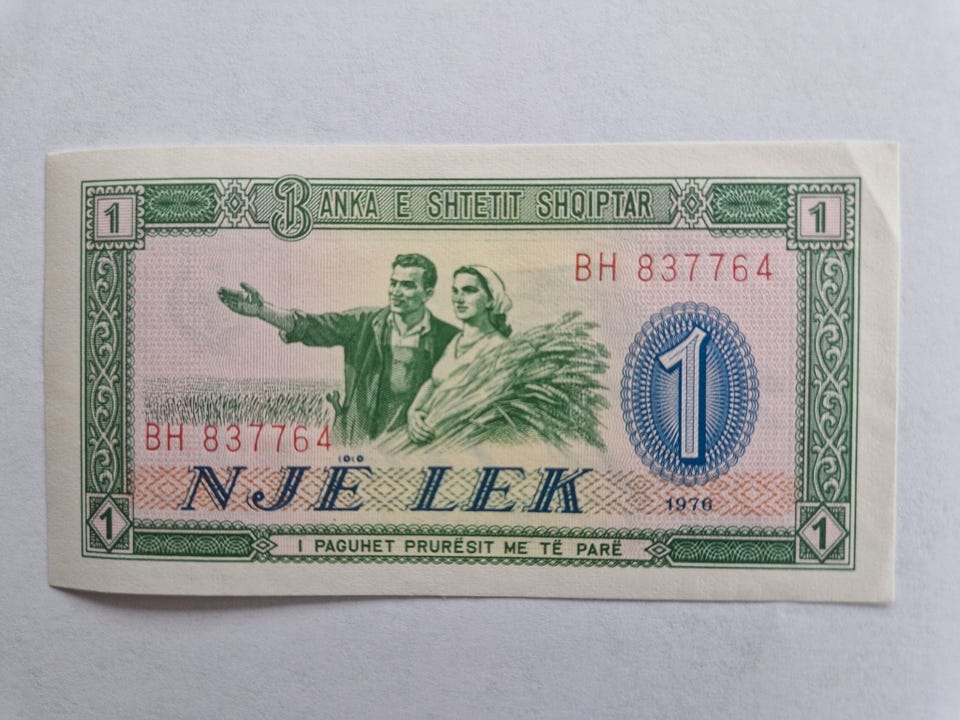 1 BANKA E SHTETIT SHQIPTAR 1
BH 837764
1
BH 837764
NJË LEK
1976
1 I PAGUHET PRURËSIT ME TË PARË 1